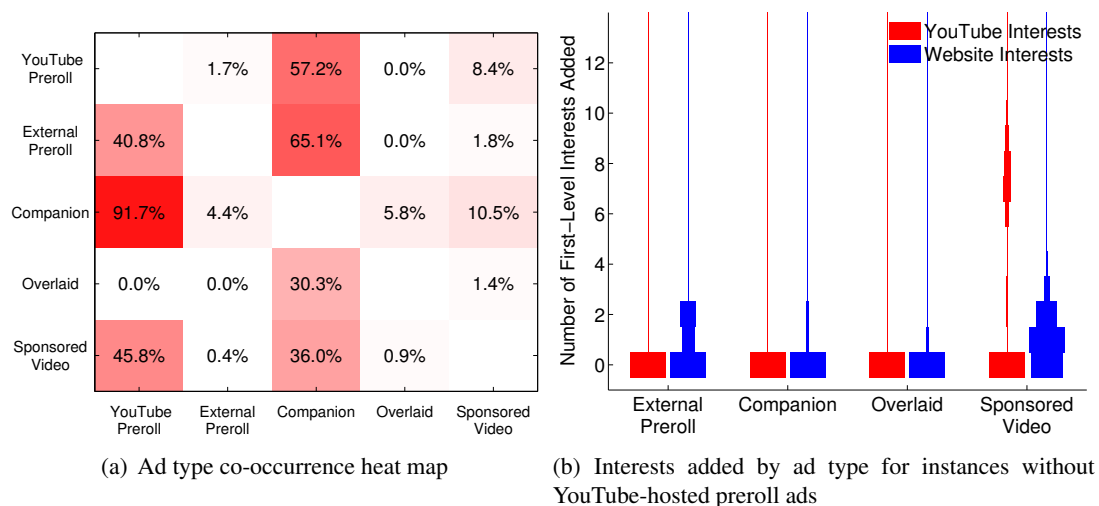 YouTube
Preroll
1.7% 57.2% 0.0% 8.4%
External
Preroll
40.8% 65.1% 0.0% 1.8%
Companion
91.7% 4.4% 5.8% 10.5%
Overlaid
0.0% 0.0% 30.3% 1.4%
Sponsored
Video
45.8% 0.4% 36.0% 0.9%
YouTube External Companion Overlaid Sponsored
Preroll Preroll Video
(a) Ad type co-occurrence heat map
Number of First-Level Interests Added
12
10
8
6
4
2
0
YouTube Interests
Website Interests
External Companion Overlaid Sponsored
Preroll Video
(b) Interests added by ad type for instances without
YouTube-hosted preroll ads